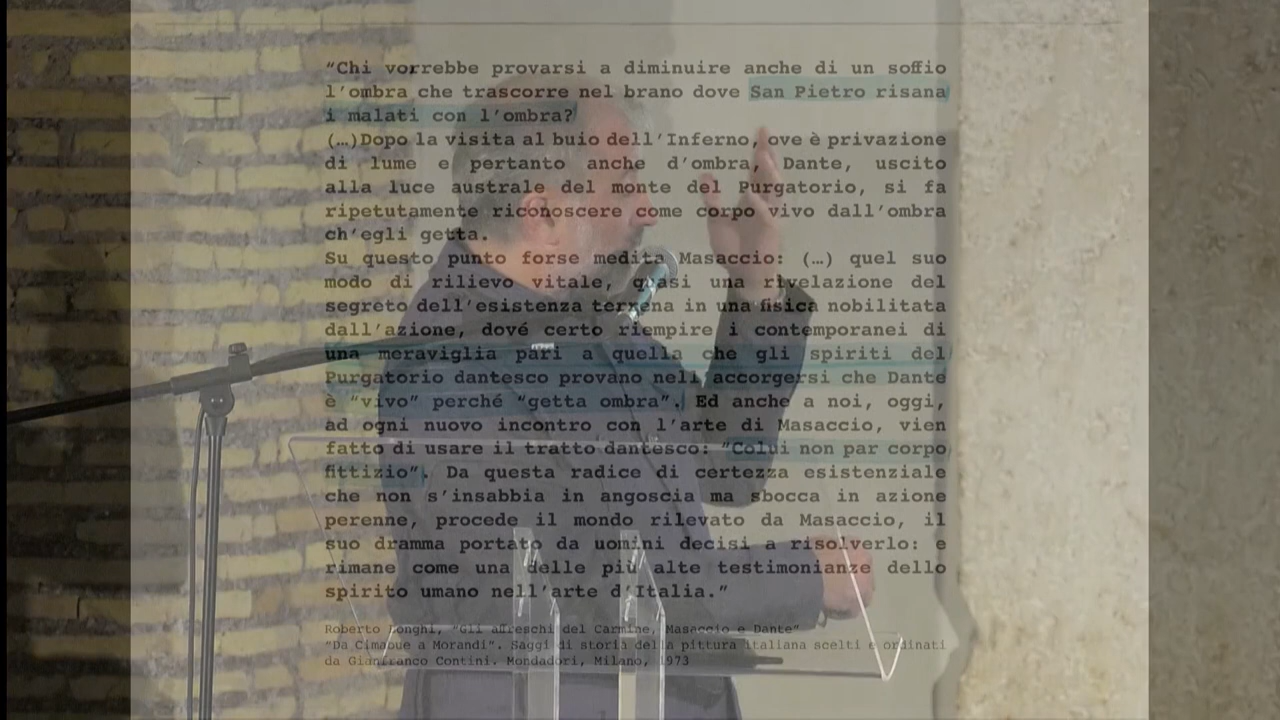 “Chi vorrebbe provarsi a diminuire anche di un soffio
l’ombra che trascorre nel brano dove San Pietro risana
i malati con l’ombra?
(…)Dopo la visita al buio dell’Inferno, ove è privazione
di lume e pertanto anche d’ombra, Dante, uscito
alla luce australe del monte del Purgatorio, si fa
ripetutamente riconoscere come corpo vivo dall’ombra
ch’egli getta.
Su questo punto forse medita Masaccio: (…) quel suo
modo di rilievo vitale, quasi una rivelazione del
segreto dell’esistenza terrena in una fisica nobilitata
dall’azione, dové certo riempire i contemporanei di
una meraviglia pari a quella che gli spiriti del
Purgatorio dantesco provano nell accorgersi che Dante
è “vivo” perché “getta ombra”. Ed anche a noi, oggi,
ad ogni nuovo incontro con l’arte di Masaccio, vien
fatto di usare il tratto dantesco: “Colui non par corpo
fittizio”. Da questa radice di certezza esistenziale
che non s’insabbia in angoscia ma sbocca in azione
perenne, procede il mondo rilevato da Masaccio, il
suo dramma portato da uomini decisi a risolverlo: e
rimane come una delle più alte testimonianze dello
spirito umano nell’arte d’Italia.”
Roberto Longhi, “Gli affreschi del Carmine, Masaccio e Dante”
“Da Cimabue a Morandi”. Saggi di storia della pittura italiana scelti e ordinati
da Gianfranco Contini. Mondadori, Milano, 1973